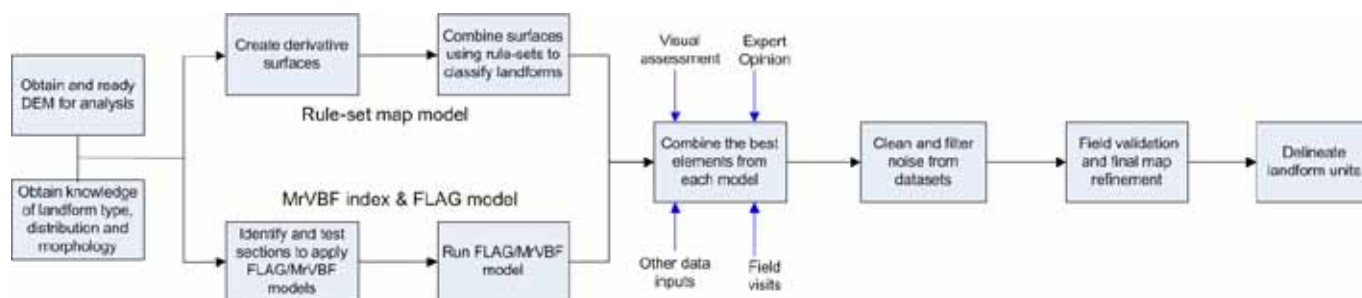 Obtain and ready
DEM for analysis
Obtain knowledge
of landform type,
distribution and
morphology
Create derivative
surfaces
Combine surfaces
using rule-sets to
classify landforms
Rule-set map model
MrVBF index & FLAG model
Identify and test
sections to apply
FLAG/MrVBF
models
Run FLAG/MrVBF
model
Visual
assessment
Expert
Opinion
Combine the best
elements from
each model
Other data
inputs
Field
visits
Clean and filter
noise from
datasets
Field validation
and final map
refinement
Delineate
landform units